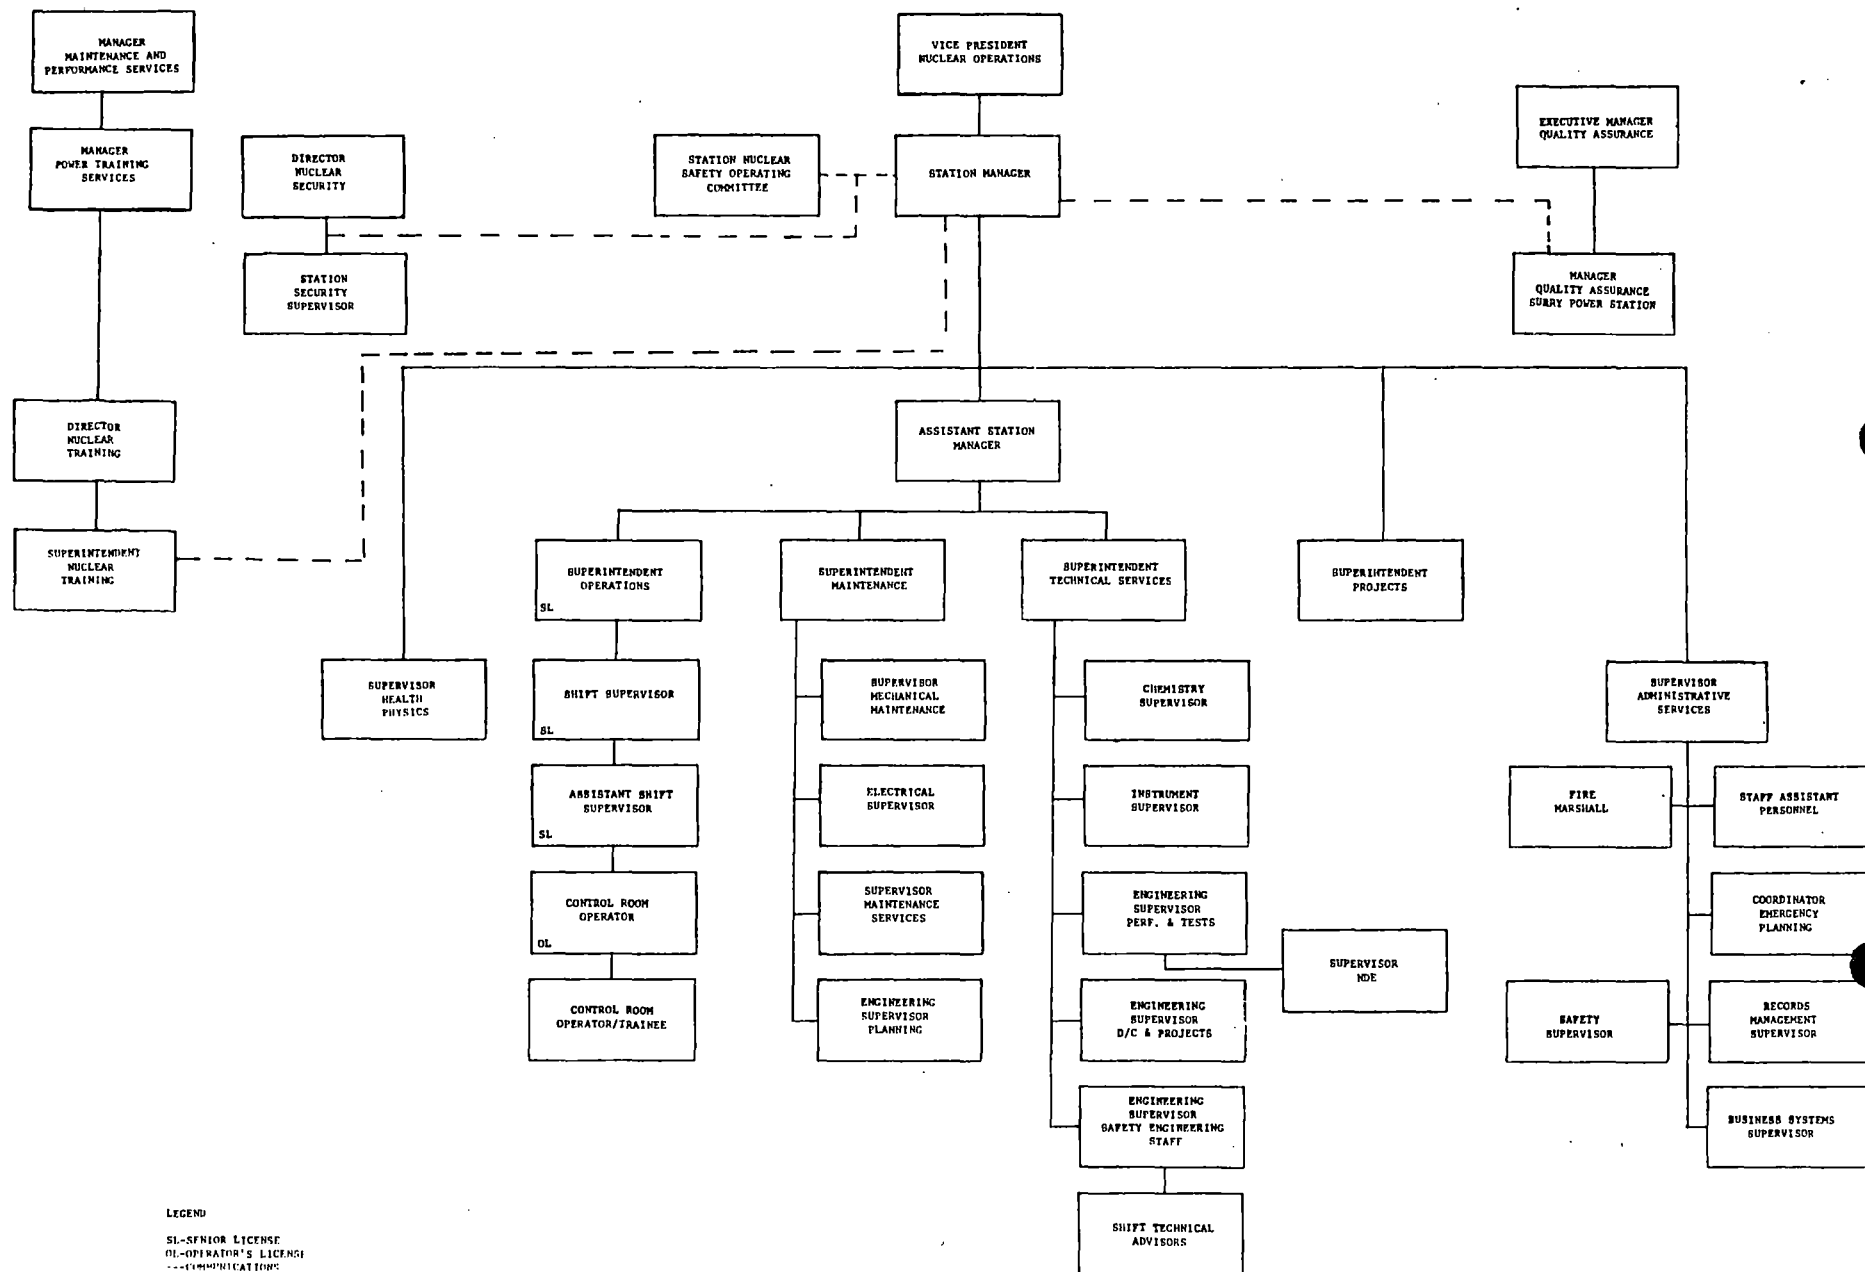 MANAGER
MAINTENANCE AND
PERFORMANCE SERVICES
VICE PRESIDENT
NUCLEAR OPERATIONS
EXECUTIVE MANAGER
QUALITY ASSURANCE
MANAGER
POWER TRAINING
SERVICES
DIRECTOR
NUCLEAR
SECURITY
STATION NUCLEAR
SAFETY OPERATING
COMMITTEE
STATION MANAGER
STATION
SECURITY
SUPERVISOR
MANAGER
QUALITY ASSURANCE
SURRY POWER STATION
DIRECTOR
NUCLEAR
TRAINING
ASSISTANT STATION
MANAGER
SUPERINTENDENT
NUCLEAR
TRAINING
SUPERINTENDENT
OPERATIONS
SL
SUPERINTENDENT
MAINTENANCE
SUPERINTENDENT
TECHNICAL SERVICES
SUPERINTENDENT
PROJECTS
SUPERVISOR
HEALTH
PHYSICS
SHIFT SUPERVISOR
SL
SUPERVISOR
MECHANICAL
MAINTENANCE
CHEMISTRY
SUPERVISOR
SUPERVISOR
ADMINISTRATIVE
SERVICES
ASSISTANT SHIFT
SUPERVISOR
SL
ELECTRICAL
SUPERVISOR
INSTRUMENT
SUPERVISOR
FIRE
MARSHALL
STAFF ASSISTANT
PERSONNEL
CONTROL ROOM
OPERATOR
OL
SUPERVISOR
MAINTENANCE
SERVICES
ENGINEERING
SUPERVISOR
PERF. & TESTS
COORDINATOR
EMERGENCY
PLANNING
SUPERVISOR
NDE
CONTROL ROOM
OPERATOR/TRAINEE
ENGINEERING
SUPERVISOR
PLANNING
ENGINEERING
SUPERVISOR
D/C & PROJECTS
SAFETY
SUPERVISOR
RECORDS
MANAGEMENT
SUPERVISOR
ENGINEERING
SUPERVISOR
SAFETY ENGINEERING
STAFF
BUSINESS SYSTEMS
SUPERVISOR
SHIFT TECHNICAL
ADVISORS
LEGEND
SL-SENIOR LICENSE
OL-OPERATOR'S LICENSE
---COMMUNICATIONS